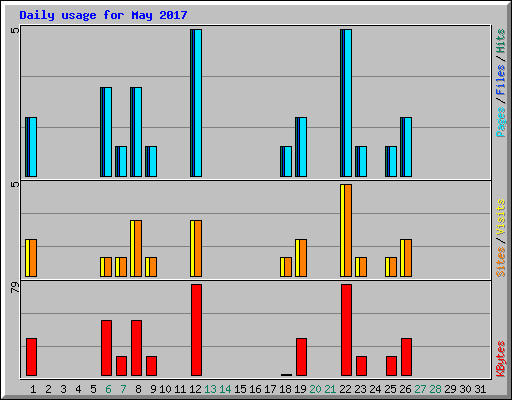 Daily usage for May 2017
5
Pages / Files / Hits
5
Sites / Visits
79
KBytes
1 2 3 4 5 6 7 8 9 10 11 12 13 14 15 16 17 18 19 20 21 22 23 24 25 26 27 28 29 30 31